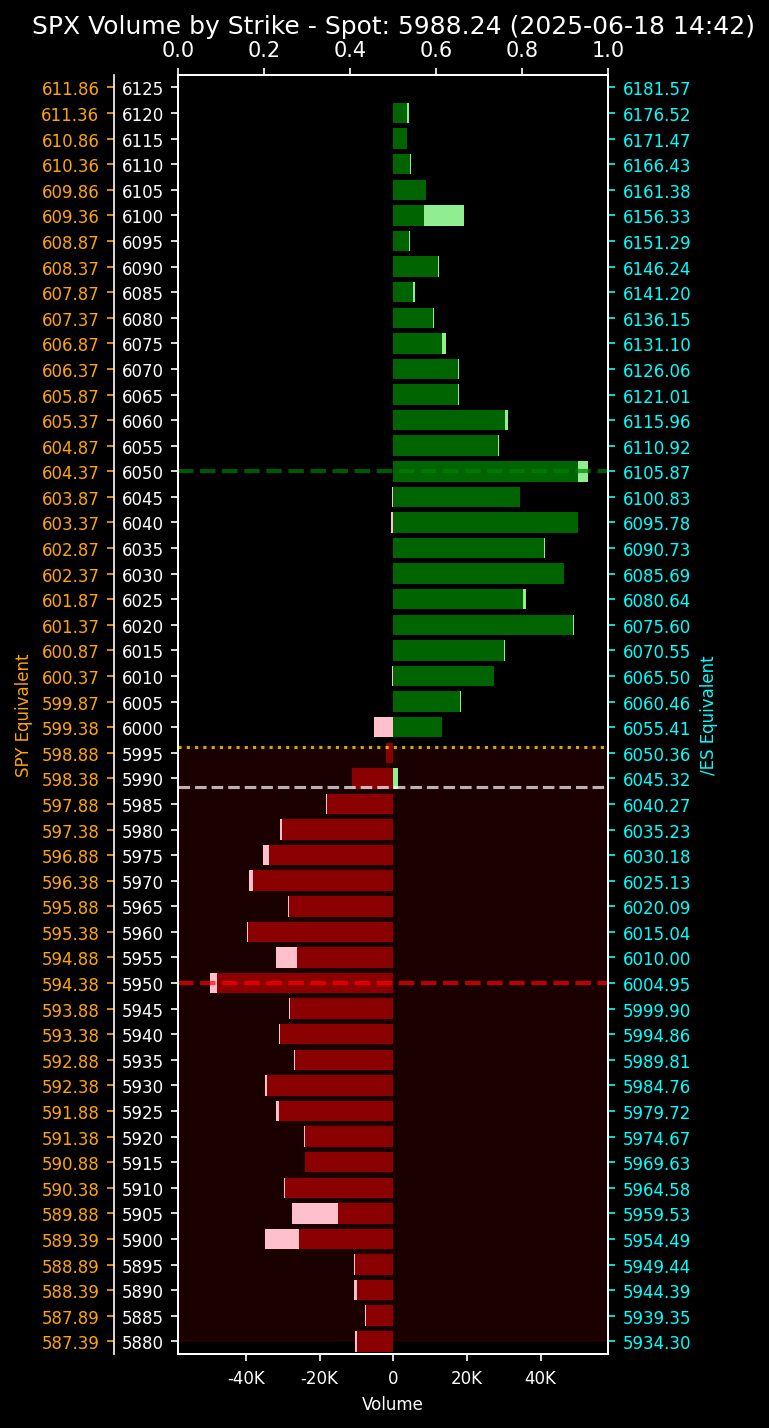 SPX Volume by Strike - Spot: 5988.24 (2025-06-18 14:42)
0.0 0.2 0.4 0.6 0.8 1.0
611.86 6125 6181.57
611.36 6120 6176.52
610.86 6115 6171.47
610.36 6110 6166.43
609.86 6105 6161.38
609.36 6100 6156.33
608.87 6095 6151.29
608.37 6090 6146.24
607.87 6085 6141.20
607.37 6080 6136.15
606.87 6075 6131.10
606.37 6070 6126.06
605.87 6065 6121.01
605.37 6060 6115.96
604.87 6055 6110.92
604.37 6050 6105.87
603.87 6045 6100.83
603.37 6040 6095.78
602.87 6035 6090.73
602.37 6030 6085.69
601.87 6025 6080.64
601.37 6020 6075.60
600.87 6015 6070.55
600.37 6010 6065.50
599.87 6005 6060.46
599.38 6000 6055.41
598.88 5995 6050.36
598.38 5990 6045.32
597.88 5985 6040.27
597.38 5980 6035.23
596.88 5975 6030.18
596.38 5970 6025.13
595.88 5965 6020.09
595.38 5960 6015.04
594.88 5955 6010.00
594.38 5950 6004.95
593.88 5945 5999.90
593.38 5940 5994.86
592.88 5935 5989.81
592.38 5930 5984.76
591.88 5925 5979.72
591.38 5920 5974.67
590.88 5915 5969.63
590.38 5910 5964.58
589.88 5905 5959.53
589.39 5900 5954.49
588.89 5895 5949.44
588.39 5890 5944.39
587.89 5885 5939.35
587.39 5880 5934.30
SPY Equivalent
/ES Equivalent
-40K -20K 0 20K 40K
Volume